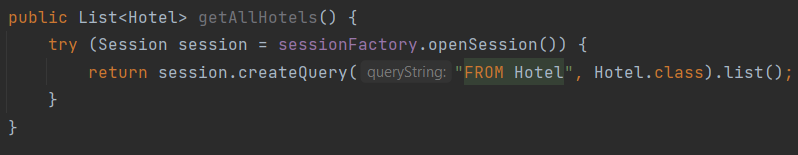 public List<Hotel> getAllHotels() {
    try (Session session = sessionFactory.openSession()) {
        return session.createQuery( queryString: "FROM Hotel", Hotel.class).list();
    }
}